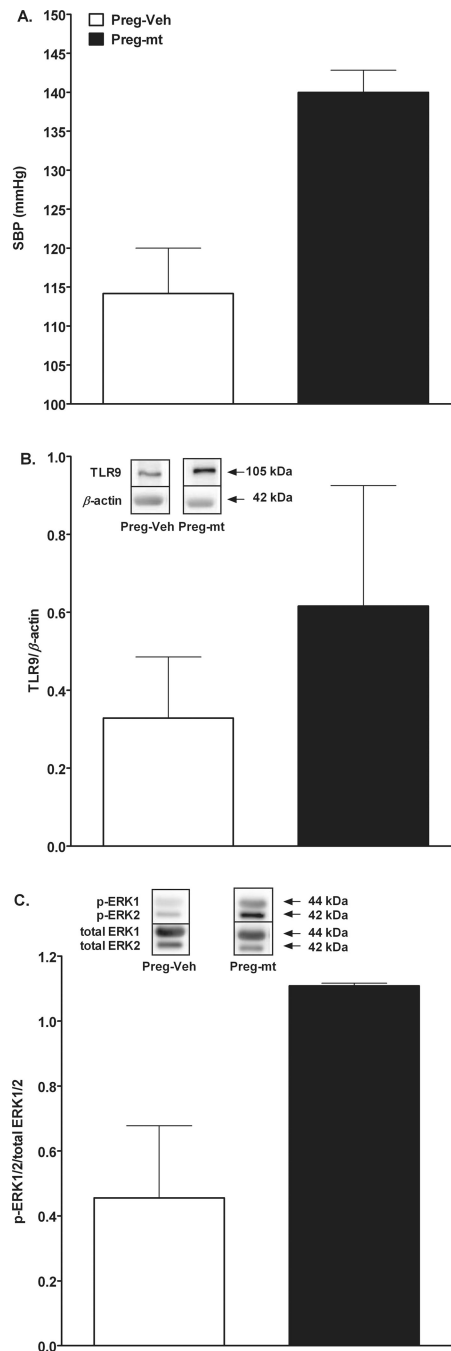 A.
Preg-Veh
Preg-mt
150
145
140
135
130
125
120
115
110
105
100
SBP (mmHg)
B.
TLR9
105 kDa
β-actin
42 kDa
Preg-Veh Preg-mt
1.0
0.8
0.6
0.4
0.2
0.0
TLR9/β-actin
C.
p-ERK1
44 kDa
p-ERK2
42 kDa
total ERK1
44 kDa
total ERK2
42 kDa
Preg-Veh Preg-mt
1.2
1.0
0.8
0.6
0.4
0.2
0.0
p-ERK1/2/total ERK1/2